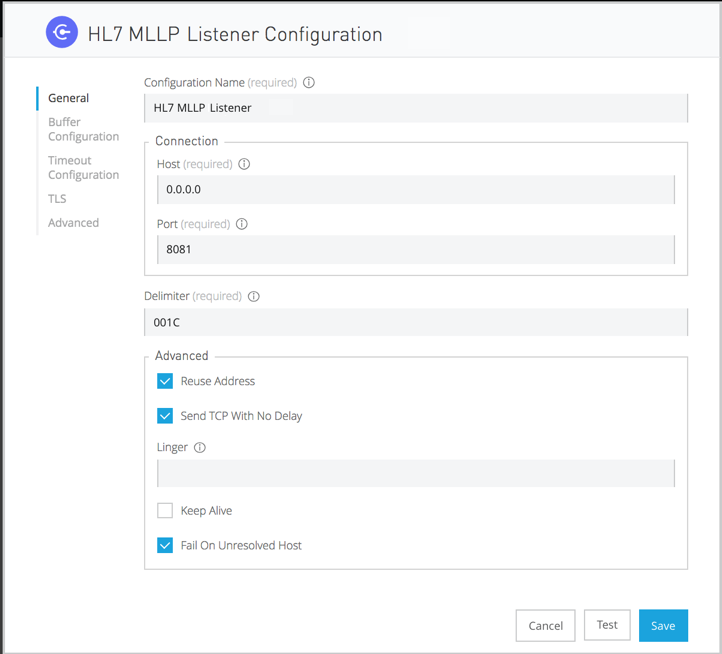 HL7 MLLP Listener Configuration
General
Buffer
Configuration
Timeout
Configuration
TLS
Advanced
Configuration Name (required)
HL7 MLLP Listener
Connection
Host (required)
0.0.0.0
Port (required)
8081
Delimiter (required)
001C
Advanced
Reuse Address
Send TCP With No Delay
Linger
Keep Alive
Fail On Unresolved Host
Cancel Test Save